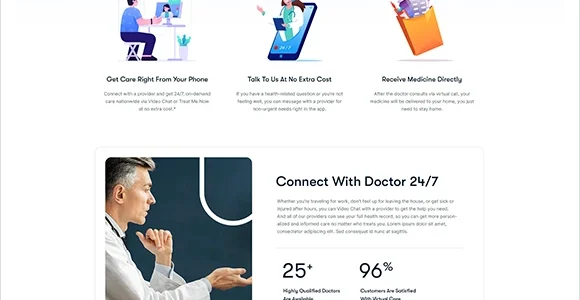 24/7
Get Care Right From Your Phone
Talk To Us At No Extra Cost
Receive Medicine Directly
Connect with a provider and get 24/7, on-demand
care nationwide via Video Chat or Treat Me Now
at no extra cost.*
If you have a health-related question or you're not
feeling well, you can message with a provider for
non-urgent needs right in the app.
After the doctor consults via virtual call, your
medicine will be delivered to your home, you just
need to stay home.
Connect With Doctor 24/7
Whether you're traveling for work, don't feel up for leaving the house, or get sick or
injured after hours, you can Video Chat with a provider to get the help you need.
And all of our providers can see your full health record, so you can get more person-
alized and informed care no matter who treats you. Lorem ipsum dolor sit amet,
consectetur adipiscing elit. Sed consequat id nunc at sagittis.
25+
96%
Highly Qualified Doctors
Are Available
Customers Are Satisfied
With Virtual Care